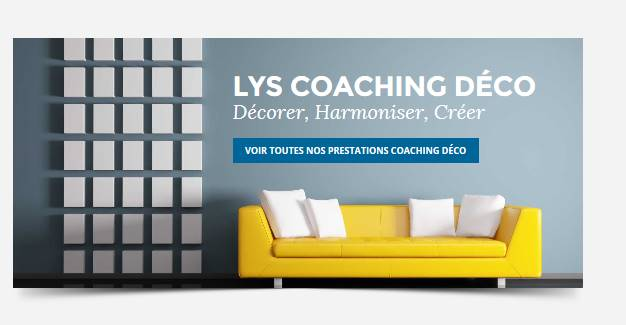 LYS COACHING DÉCO
Décorer, Harmoniser, Créer
VOIR TOUTES NOS PRESTATIONS COACHING DÉCO